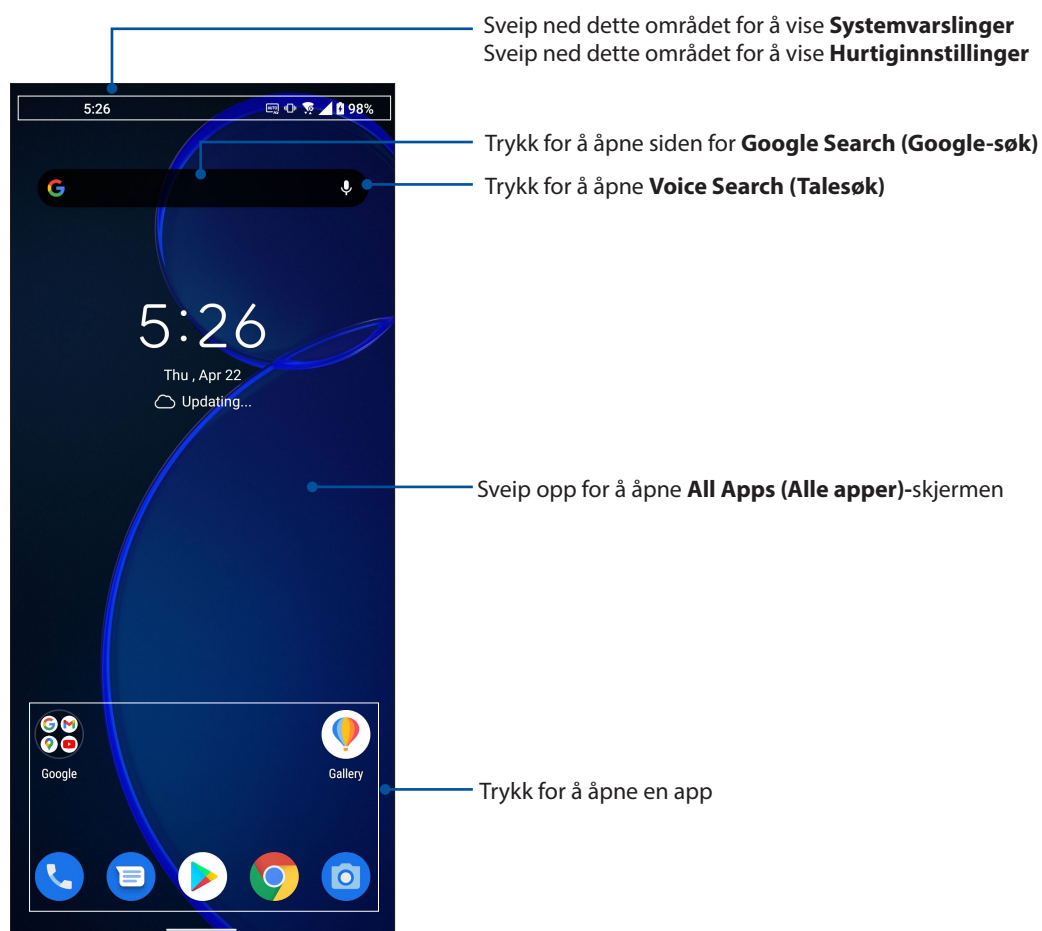 Sveip ned dette området for å vise Systemvarslinger
Sveip ned dette området for å vise Hurtiginnstillinger
5:26
98%
Trykk for å åpne siden for Google Search (Google-søk)
Trykk for å åpne Voice Search (Talesøk)
5:26
Thu , Apr 22
Updating...
Sveip opp for å åpne All Apps (Alle apper)-skjermen
Google
Gallery
Trykk for å åpne en app